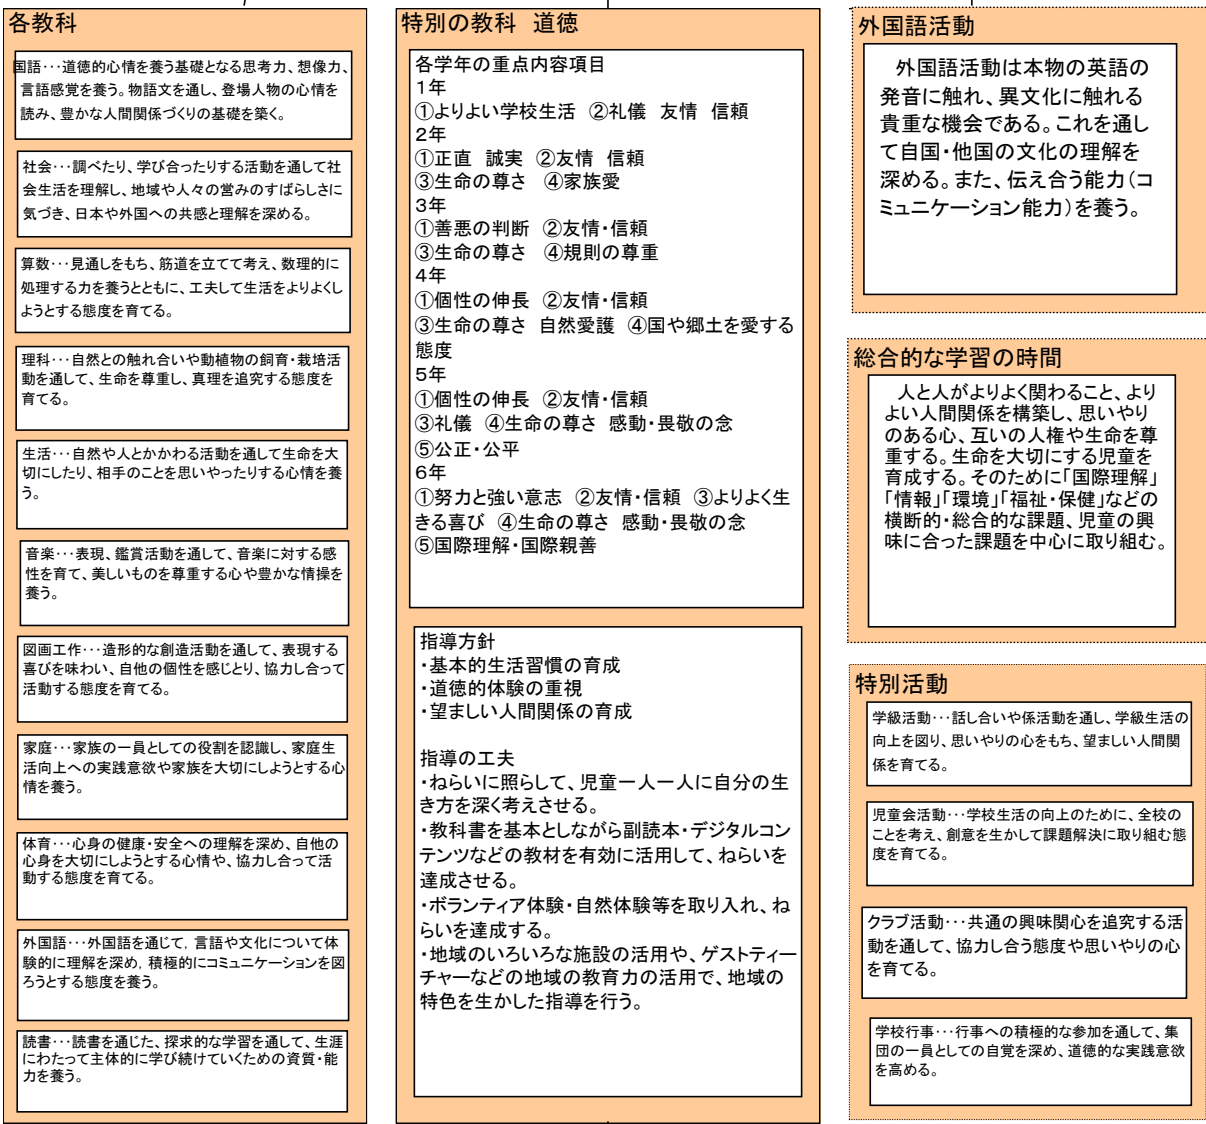 各教科
国語･･･道徳的心情を養う基礎となる思考力、想像力、
言語感覚を養う。物語文を通し、登場人物の心情を
読み、豊かな人間関係づくりの基礎を築く。
社会･･･調べたり、学び合ったりする活動を通して社
会生活を理解し、地域や人々の営みのすばらしさに
気づき、日本や外国への共感と理解を深める。
算数･･･見通しをもち、筋道を立てて考え、数理的に
処理する力を養うとともに、工夫して生活をよりよくし
ようとする態度を育てる。
理科･･･自然との触れ合いや動植物の飼育・栽培活
動を通して、生命を尊重し、真理を追究する態度を
育てる。
生活･･･自然や人とかかわる活動を通して生命を大
切にしたり、相手のことを思いやったりする心情を養
う。
音楽･･･表現、鑑賞活動を通して、音楽に対する感
性を育て、美しいものを尊重する心や豊かな情操を
養う。
図画工作･･･造形的な創造活動を通して、表現する
喜びを味わい、自他の個性を感じとり、協力し合って
活動する態度を育てる。
家庭･･･家族の一員としての役割を認識し、家庭生
活向上への実践意欲や家族を大切にしようとする心
情を養う。
体育･･･心身の健康・安全への理解を深め、自他の
心身を大切にしようとする心情や、協力し合って活
動する態度を育てる。
外国語･･･外国語を通じて，言語や文化について体
験的に理解を深め，積極的にコミュニケーションを図
ろうとする態度を養う。
読書･･･読書を通じた、探求的な学習を通して、生涯
にわたって主体的に学び続けていくための資質・能
力を養う。
特別の教科　道徳
各学年の重点内容項目
１年
①よりよい学校生活　②礼儀　友情　信頼
２年
①正直　誠実　②友情　信頼
③生命の尊さ　④家族愛
３年
①善悪の判断　②友情・信頼
③生命の尊さ　④規則の尊重
４年
①個性の伸長　②友情・信頼
③生命の尊さ　自然愛護　④国や郷土を愛する
態度
５年
①個性の伸長　②友情・信頼
③礼儀　④生命の尊さ　感動・畏敬の念
⑤公正・公平
６年
①努力と強い意志　②友情・信頼　③よりよく生
きる喜び　④生命の尊さ　感動・畏敬の念
⑤国際理解・国際親善
指導方針
・基本的生活習慣の育成
・道徳的体験の重視
・望ましい人間関係の育成
指導の工夫
・ねらいに照らして、児童一人一人に自分の生
き方を深く考えさせる。
・教科書を基本としながら副読本・デジタルコン
テンツなどの教材を有効に活用して、ねらいを
達成させる。
・ボランティア体験・自然体験等を取り入れ、ね
らいを達成する。
・地域のいろいろな施設の活用や、ゲストティー
チャーなどの地域の教育力の活用で、地域の
特色を生かした指導を行う。
外国語活動
外国語活動は本物の英語の
発音に触れ、異文化に触れる
貴重な機会である。これを通し
て自国・他国の文化の理解を
深める。また、伝え合う能力（コ
ミュニケーション能力）を養う。
総合的な学習の時間
人と人がよりよく関わること、より
よい人間関係を構築し、思いやり
のある心、互いの人権や生命を尊
重する。生命を大切にする児童を
育成する。そのために「国際理解」
「情報」「環境」「福祉・保健」などの
横断的・総合的な課題、児童の興
味に合った課題を中心に取り組む。
特別活動
学級活動･･･話し合いや係活動を通し、学級生活の
向上を図り、思いやりの心をもち、望ましい人間関
係を育てる。
児童会活動･･･学校生活の向上のために、全校の
ことを考え、創意を生かして課題解決に取り組む態
度を育てる。
クラブ活動･･･共通の興味関心を追究する活
動を通して、協力し合う態度や思いやりの心
を育てる。
学校行事･･･行事への積極的な参加を通して、集
団の一員としての自覚を深め、道徳的な実践意欲
を高める。